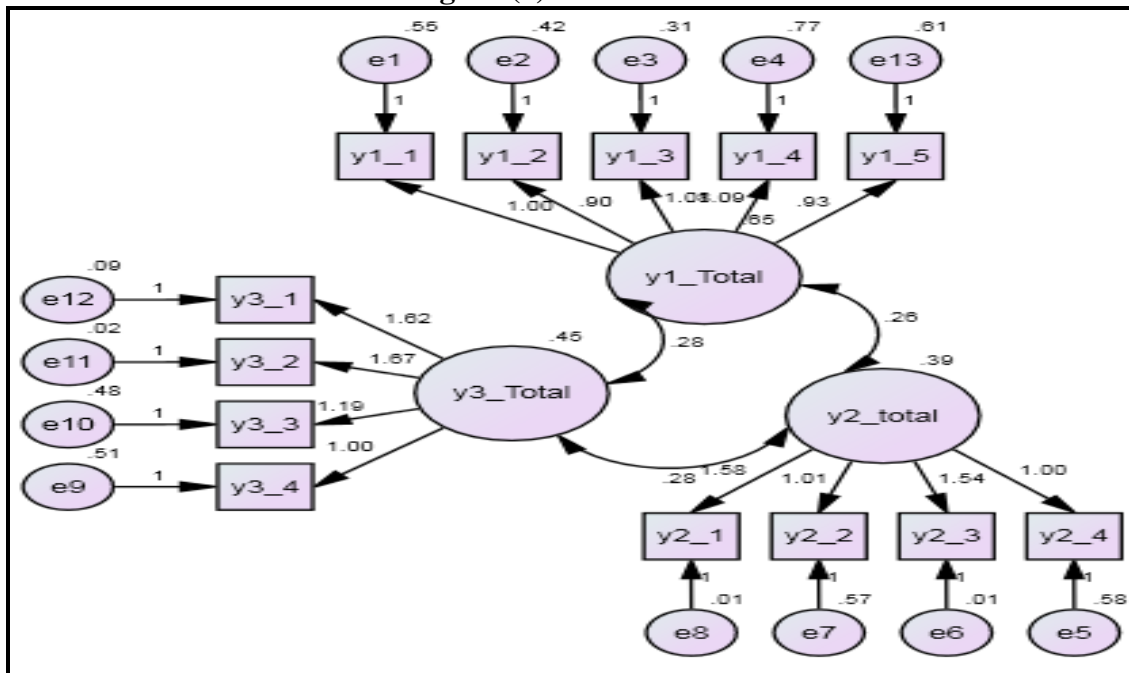 .55 .42 .31 .77 .61
e1 e2 e3 e4 e13
1 1 1 1 1
y1_1 y1_2 y1_3 y1_4 y1_5
1.00 .90 1.09 .93
.65
y1_Total
.09
e12 1 y3_1
1.62
.26
.02
e11 1 y3_2
1.67
.45
.28
.39
y3_Total
y2_total
.48
e10 1 y3_3
1.19
1.00
.51
e9 1 y3_4
.28 1.58 1.01 1.54 1.00
y2_1 y2_2 y2_3 y2_4
1 1 1 1
.01 .57 .01 .58
e8 e7 e6 e5